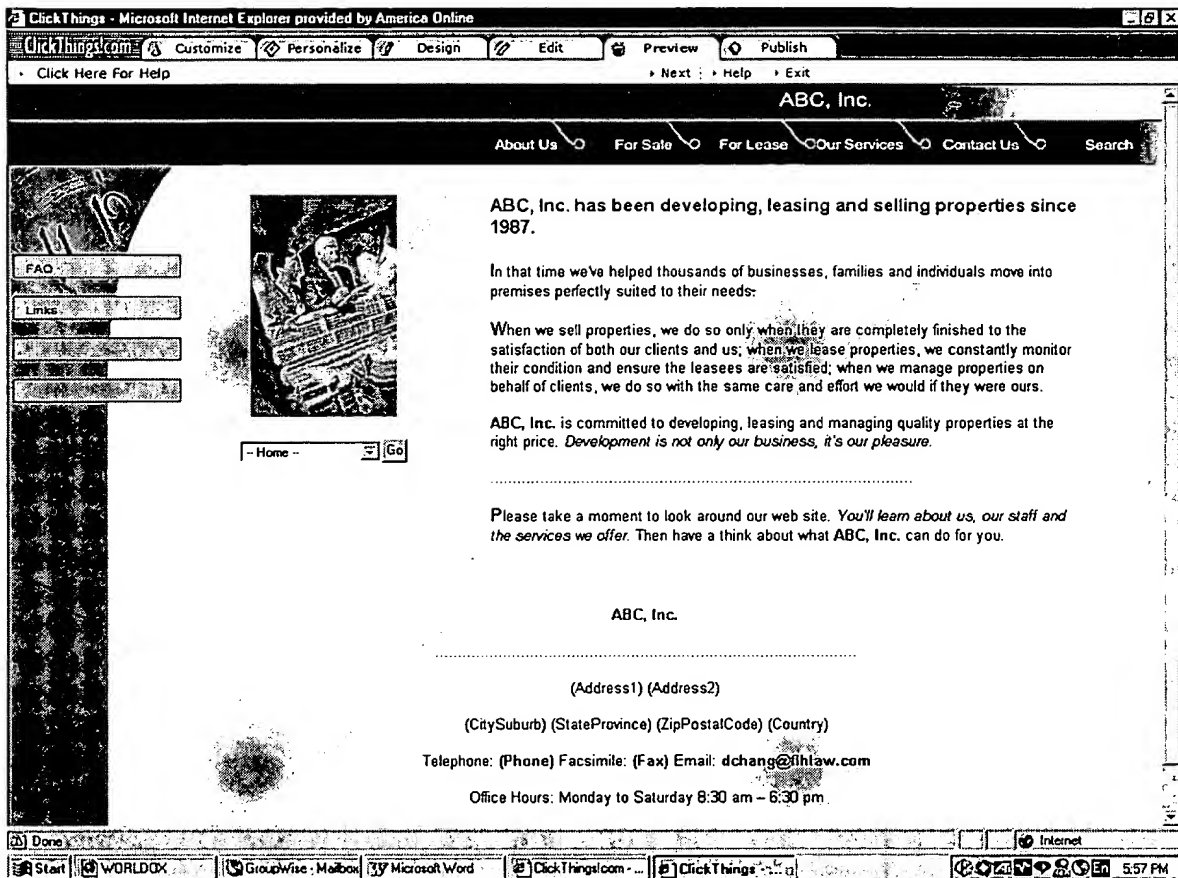 ClickThings - Microsoft Internet Explorer provided by America Online
ClickThings!com Customize Personalize Design Edit Preview Publish
Click Here For Help Next Help Exit
ABC, Inc.
About Us For Sale For Lease Our Services Contact Us Search
ABC, Inc. has been developing, leasing and selling properties since
1987.
FAQ
In that time we've helped thousands of businesses, families and individuals move into
premises perfectly suited to their needs.
Links
When we sell properties, we do so only when they are completely finished to the
satisfaction of both our clients and us; when we lease properties, we constantly monitor
their condition and ensure the leasees are satisfied; when we manage properties on
behalf of clients, we do so with the same care and effort we would if they were ours.
ABC, Inc. is committed to developing, leasing and managing quality properties at the
right price. Development is not only our business, it's our pleasure.
-- Home -- Go
Please take a moment to look around our web site. You'll learn about us, our staff and
the services we offer. Then have a think about what ABC, Inc. can do for you.
ABC, Inc.
(Address1) (Address2)
(CitySuburb) (StateProvince) (ZipPostalCode) (Country)
Telephone: (Phone) Facsimile: (Fax) Email: dchang@flhlaw.com
Office Hours: Monday to Saturday 8:30 am – 6:30 pm
Done Internet
Start WORLDOX GroupWise - Mailbox Microsoft Word ClickThings!com - ... ClickThings - ... En 5:57 PM